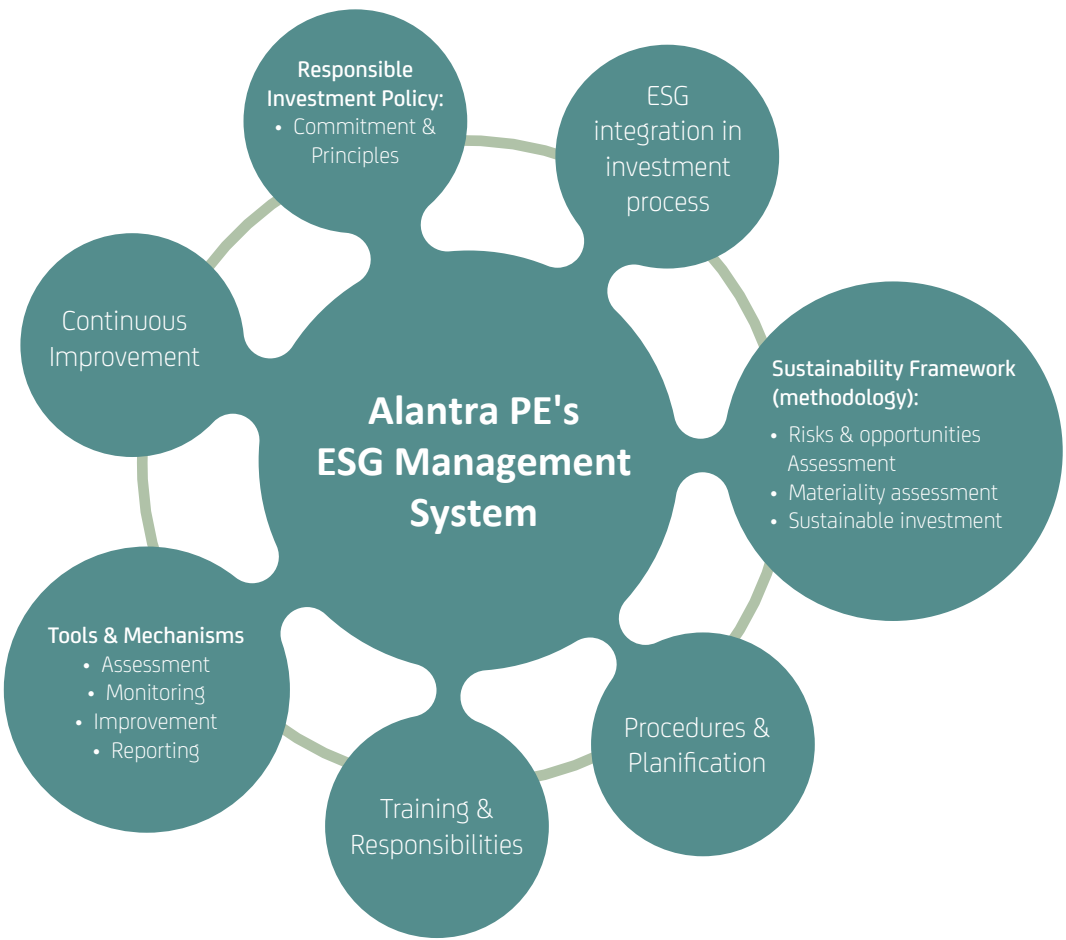 Responsible
Investment Policy:
• Commitment &
Principles
ESG
integration in
investment
process
Sustainability Framework
(methodology):
• Risks & opportunities
Assessment
• Materiality assessment
• Sustainable investment
Procedures &
Planification
Training &
Responsibilities
Tools & Mechanisms
• Assessment
• Monitoring
• Improvement
• Reporting
Continuous
Improvement
Alantra PE's
ESG Management
System